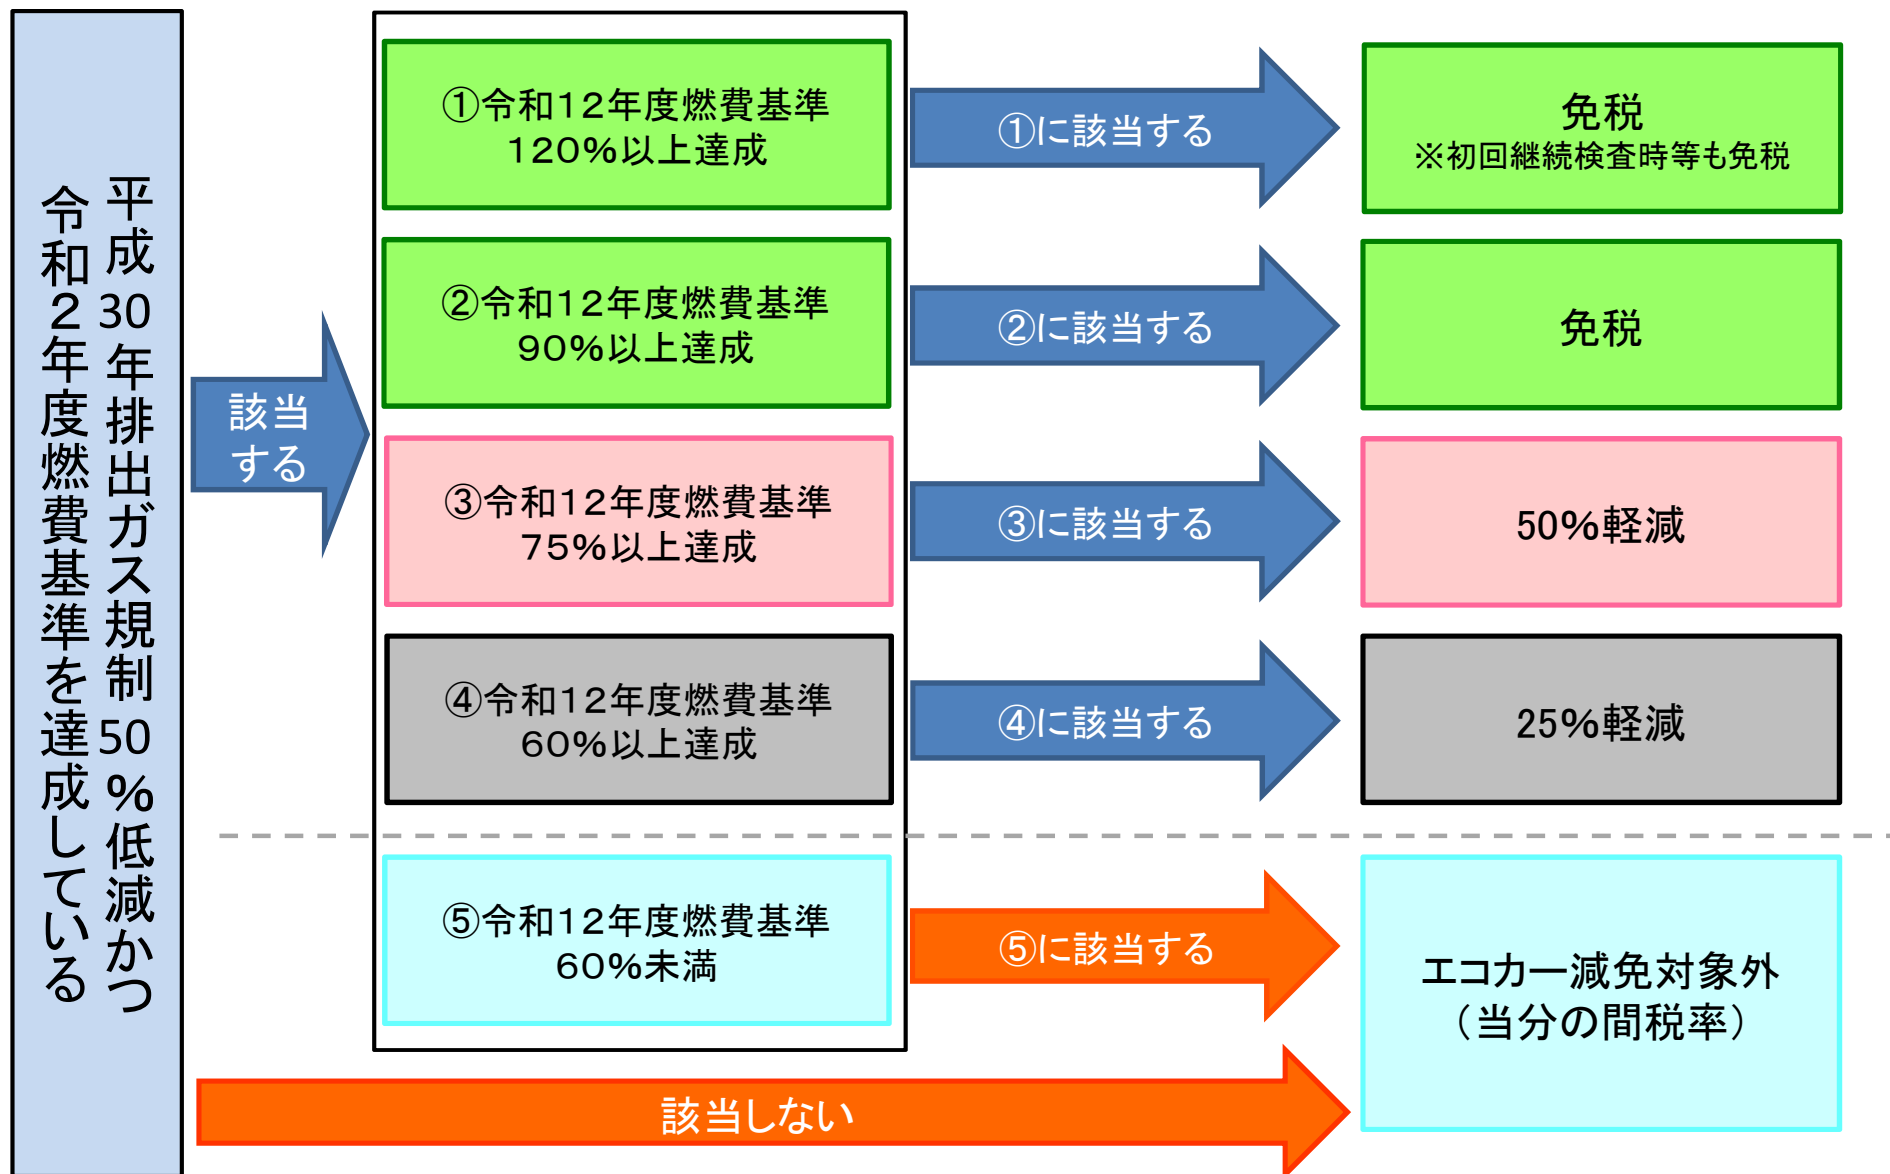 平成30年排出ガス規制50％低減かつ
令和２年度燃費基準を達成している
該当
する
①令和１２年度燃費基準
１２０％以上達成
①に該当する
免税
※初回継続検査時等も免税
②令和１２年度燃費基準
９０％以上達成
②に該当する
免税
③令和１２年度燃費基準
７５％以上達成
③に該当する
50％軽減
④令和１２年度燃費基準
６０％以上達成
④に該当する
25％軽減
⑤令和１２年度燃費基準
６０％未満
⑤に該当する
エコカー減免対象外
（当分の間税率）
該当しない